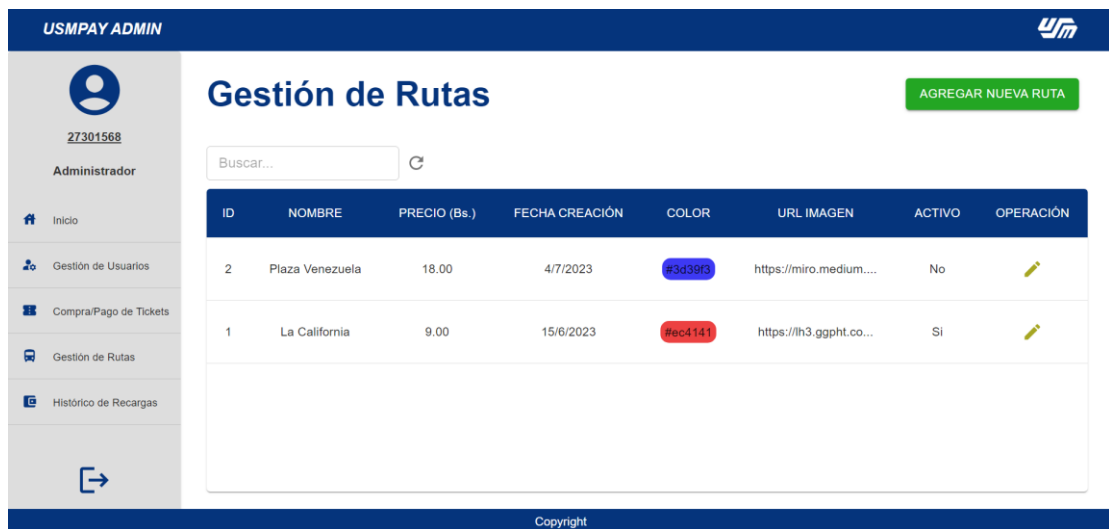 USMPAY ADMIN
Usm
27301568
Administrador
Inicio
Gestión de Usuarios
Compra/Pago de Tickets
Gestión de Rutas
Histórico de Recargas
Gestión de Rutas
AGREGAR NUEVA RUTA
Buscar...
ID NOMBRE PRECIO (Bs.) FECHA CREACIÓN COLOR URL IMAGEN ACTIVO OPERACIÓN
2 Plaza Venezuela 18.00 4/7/2023 #3d39f3 https://miro.medium.... No
1 La California 9.00 15/6/2023 #ec4141 https://lh3.ggpht.co... Si
Copyright